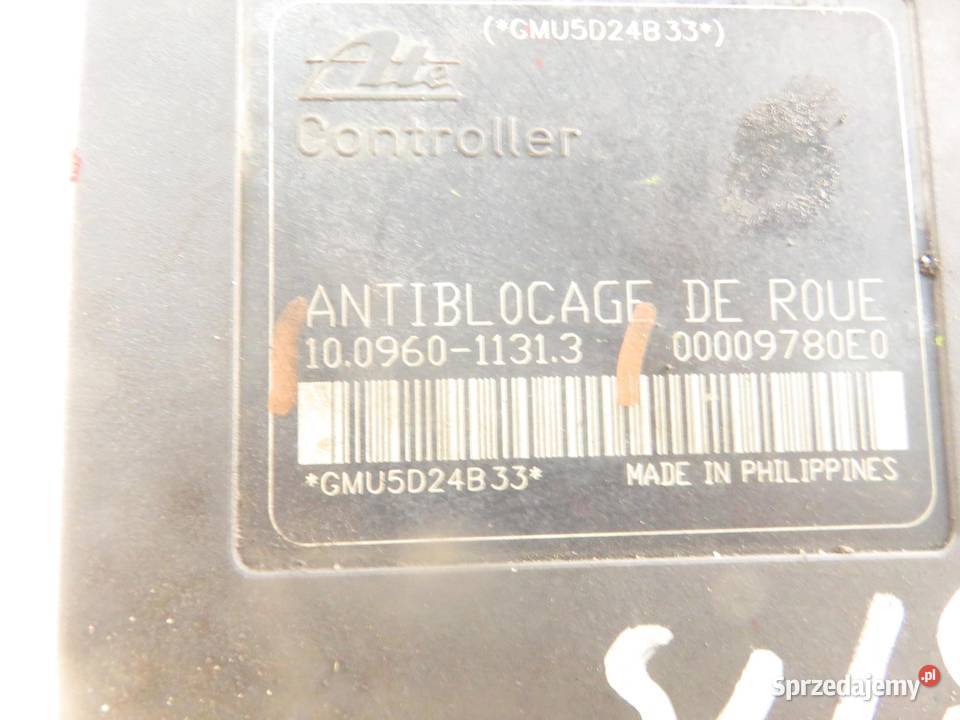 (*GMU5D24B33*)
Ate
Controller
ANTIBLOCAGE DE ROUE
10.0960-1131.3 00009780E0
*GMU5D24B33* MADE IN PHILIPPINES
Sprzedajemy.pl